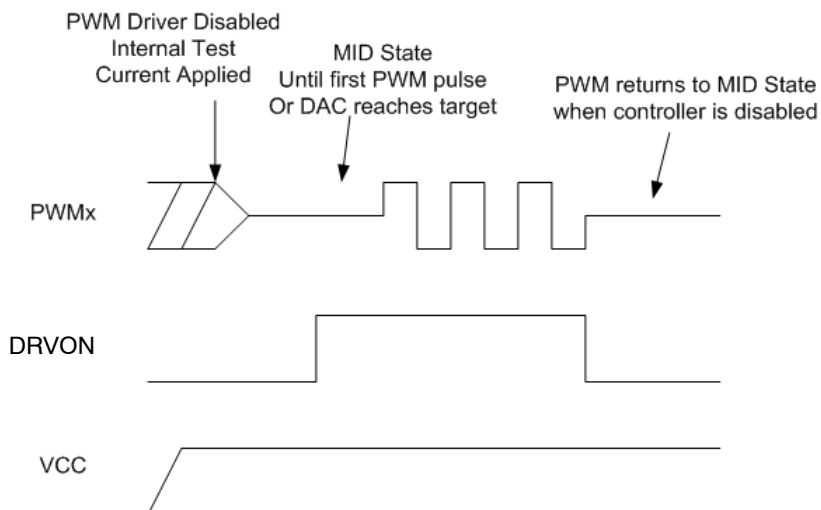 PWM Driver Disabled
Internal Test
Current Applied
MID State
Until first PWM pulse
Or DAC reaches target
PWM returns to MID State
when controller is disabled
PWMx
DRVON
VCC